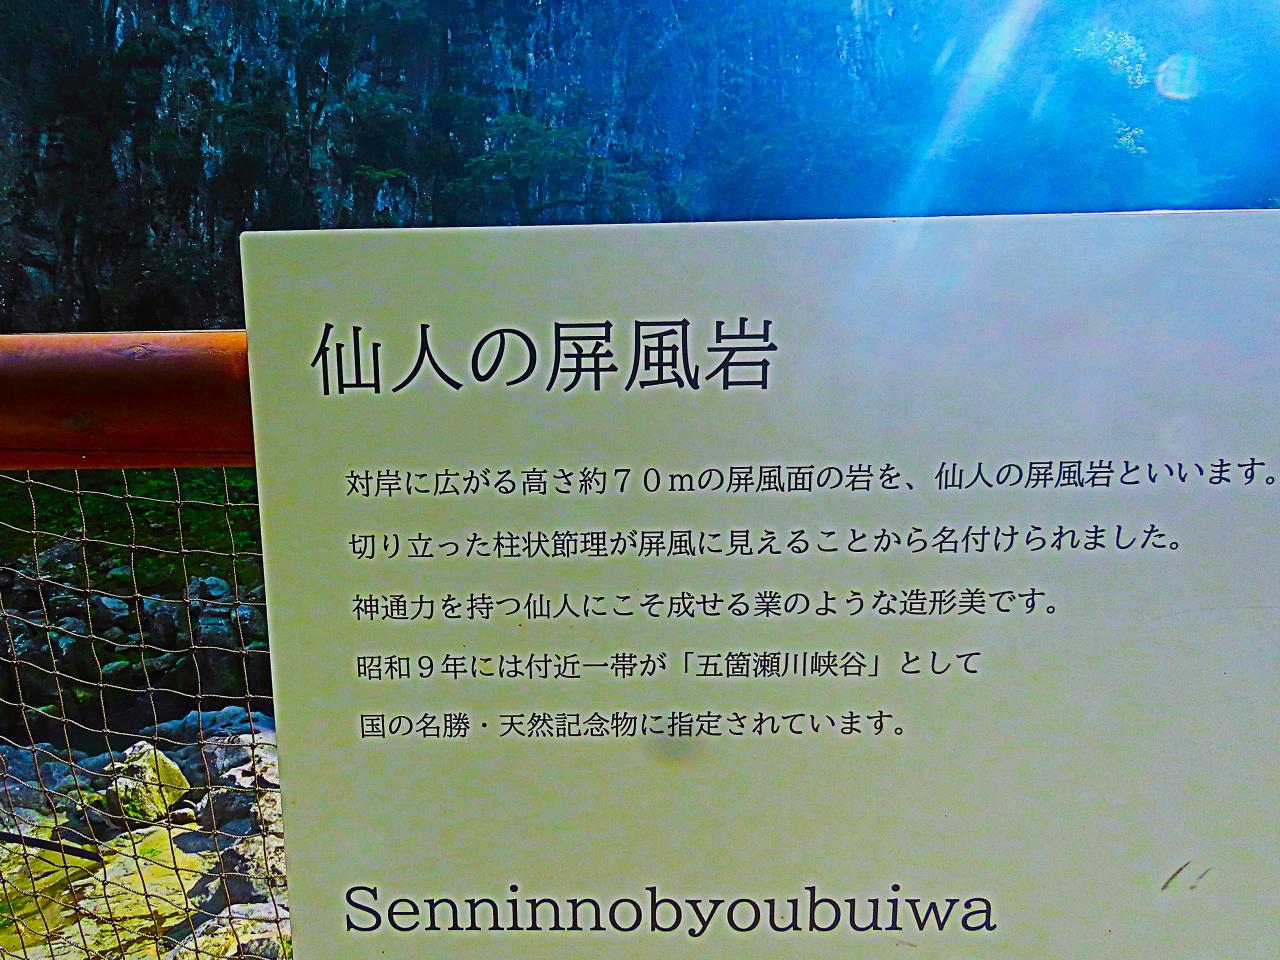 仙人の屏風岩
対岸に広がる高さ約７０mの屏風面の岩を、仙人の屏風岩といいます。
切り立った柱状節理が屏風に見えることから名付けられました。
神通力を持つ仙人にこそ成せる業のような造形美です。
昭和９年には付近一帯が「五箇瀬川峡谷」として
国の名勝・天然記念物に指定されています。
Senninnobyoubuiwa